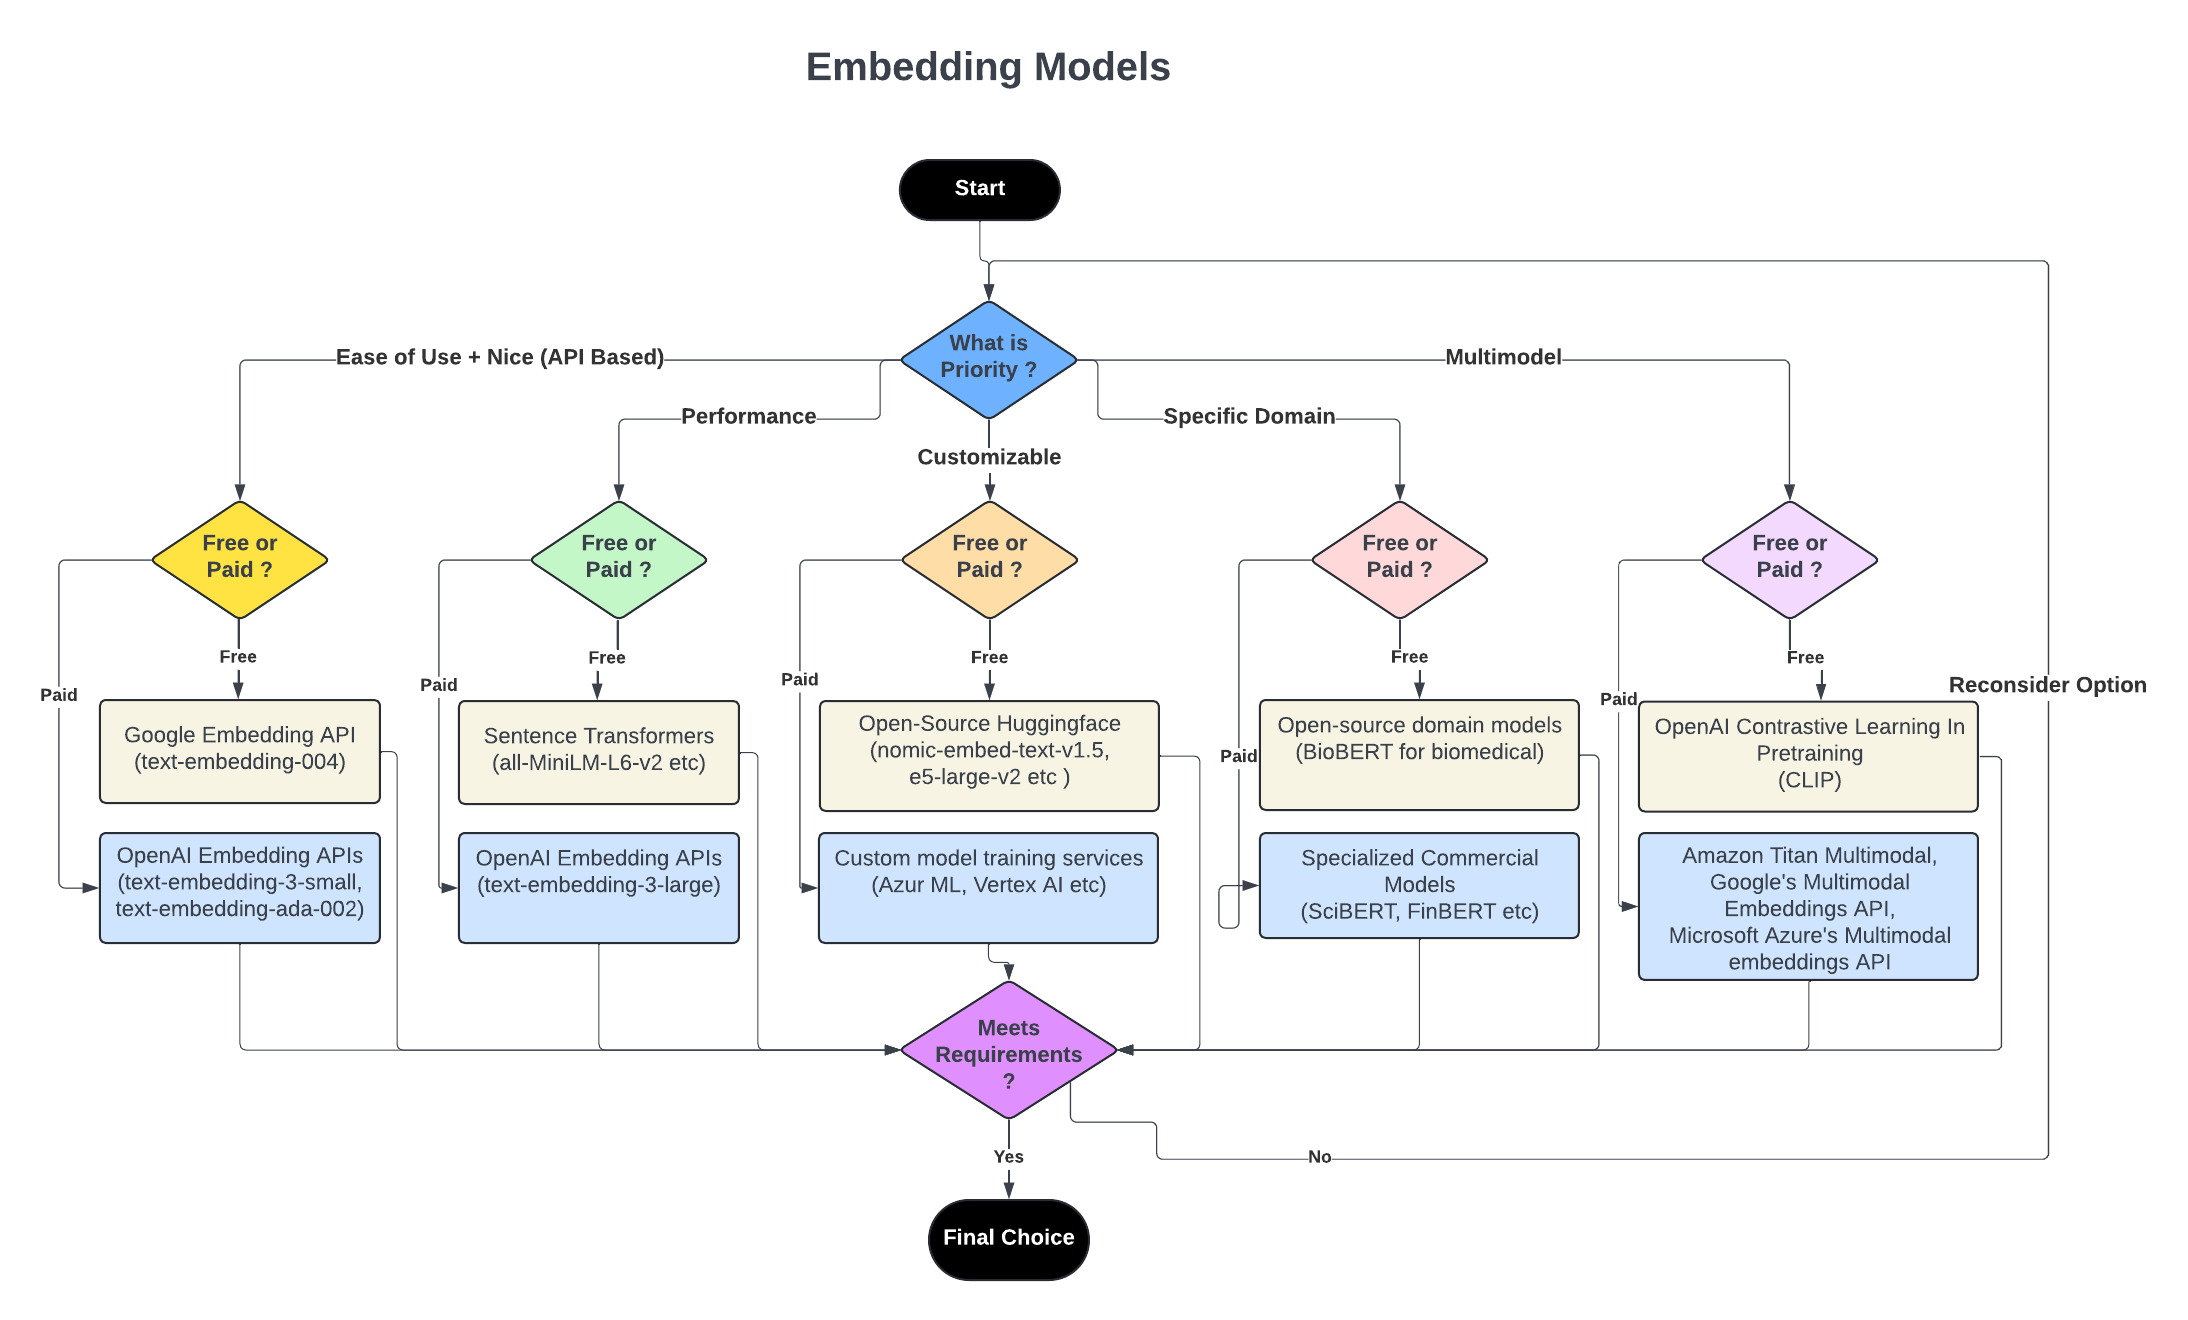 Embedding Models
Start
What is
Priority ?
Ease of Use + Nice (API Based)
Multimodel
Performance
Specific Domain
Customizable
Free or
Paid ?
Free or
Paid ?
Free or
Paid ?
Free or
Paid ?
Free or
Paid ?
Free
Free
Free
Free
Free
Paid
Paid
Paid
Paid
Paid
Reconsider Option
Google Embedding API
(text-embedding-004)
Sentence Transformers
(all-MiniLM-L6-v2 etc)
Open-Source Huggingface
(nomic-embed-text-v1.5,
e5-large-v2 etc )
Open-source domain models
(BioBERT for biomedical)
OpenAI Contrastive Learning In
Pretraining
(CLIP)
OpenAI Embedding APIs
(text-embedding-3-small,
text-embedding-ada-002)
OpenAI Embedding APIs
(text-embedding-3-large)
Custom model training services
(Azur ML, Vertex AI etc)
Specialized Commercial
Models
(SciBERT, FinBERT etc)
Amazon Titan Multimodal,
Google's Multimodal
Embeddings API,
Microsoft Azure's Multimodal
embeddings API
Meets
Requirements
?
Yes
No
Final Choice